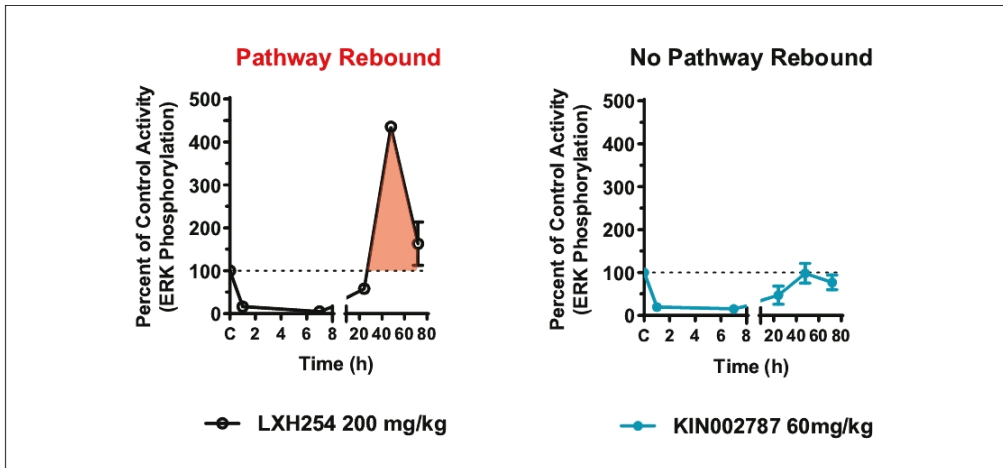 Pathway Rebound
Percent of Control Activity
(ERK Phosphorylation)
500
400
300
200
100
0
C 2 4 6 8 20 40 60 80
Time (h)
LXH254 200 mg/kg
No Pathway Rebound
Percent of Control Activity
(ERK Phosphorylation)
500
400
300
200
100
0
C 2 4 6 8 20 40 60 80
Time (h)
KIN002787 60mg/kg